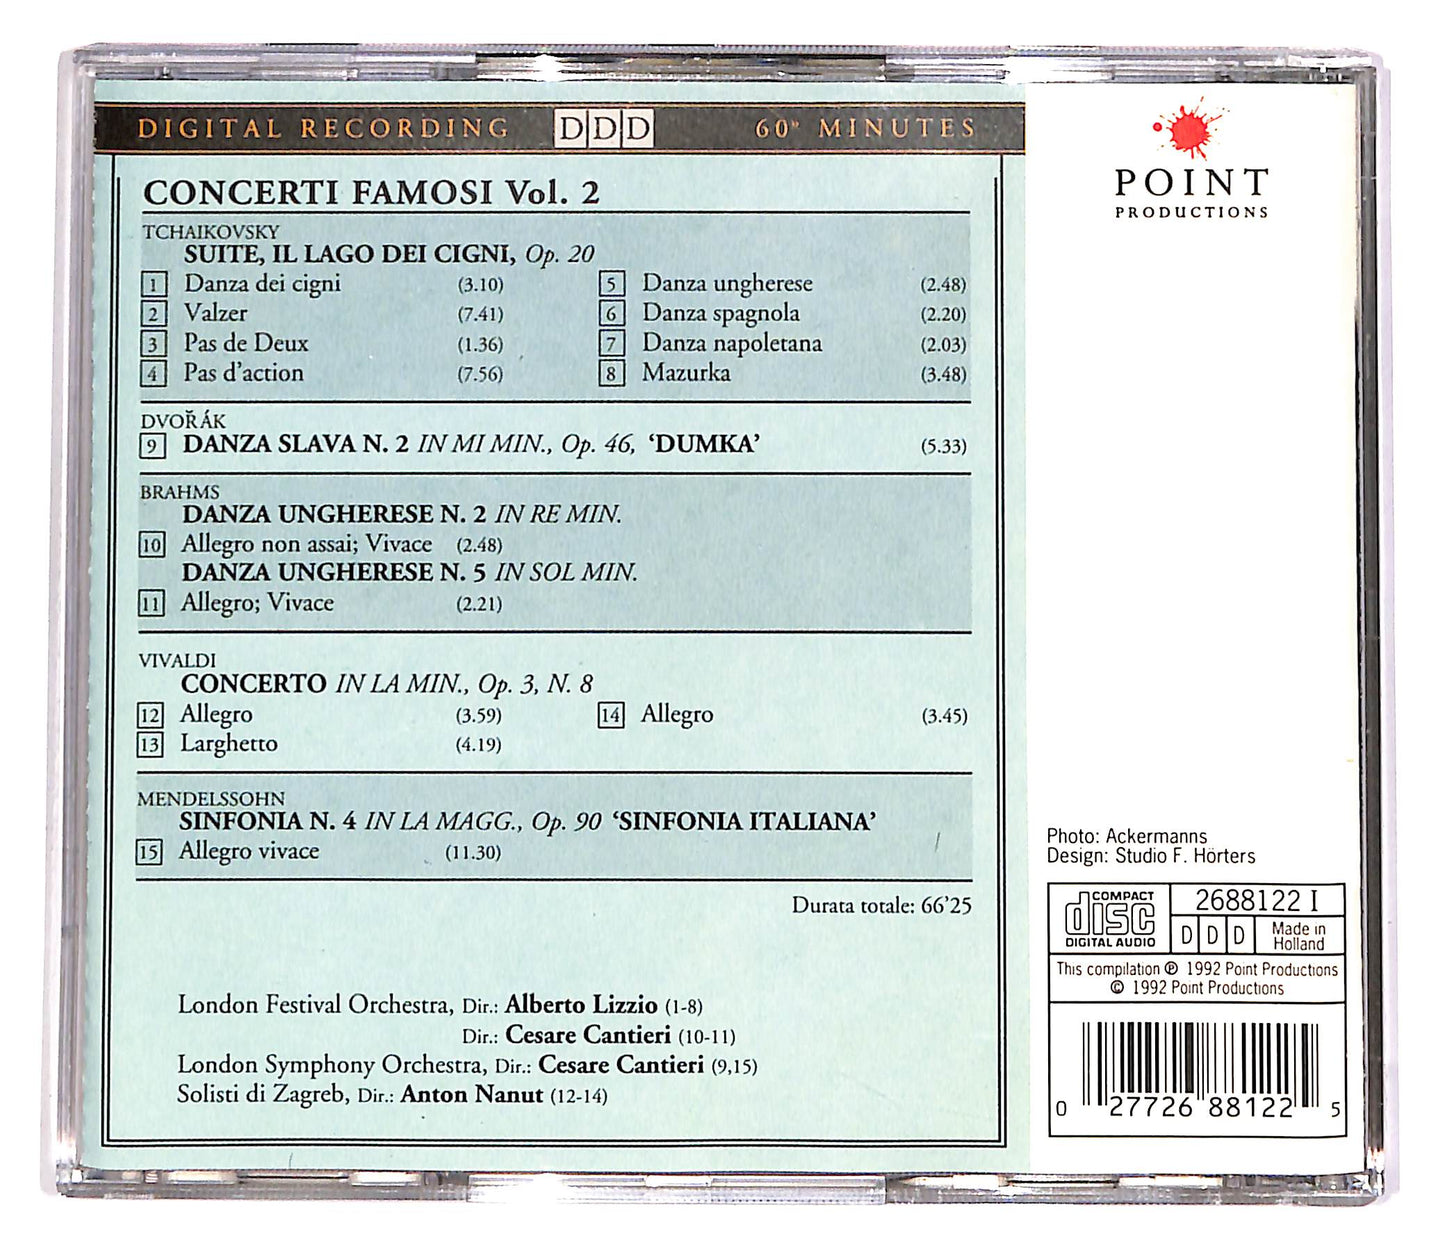 DIGITAL RECORDING DDD 60" MINUTES
CONCERTI FAMOSI Vol. 2
TCHAIKOVSKY
SUITE, IL LAGO DEI CIGNI, Op. 20
1 Danza dei cigni (3.10)
2 Valzer (7.41)
3 Pas de Deux (1.36)
4 Pas d'action (7.56)
5 Danza ungherese (2.48)
6 Danza spagnola (2.20)
7 Danza napoletana (2.03)
8 Mazurka (3.48)
DVOŘÁK
9 DANZA SLAVA N. 2 IN MI MIN., Op. 46, ‘DUMKA’ (5.33)
BRAHMS
DANZA UNGHERESE N. 2 IN RE MIN.
10 Allegro non assai; Vivace (2.48)
DANZA UNGHERESE N. 5 IN SOL MIN.
11 Allegro; Vivace (2.21)
VIVALDI
CONCERTO IN LA MIN., Op. 3, N. 8
12 Allegro (3.59)
13 Larghetto (4.19)
14 Allegro (3.45)
MENDELSSOHN
SINFONIA N. 4 IN LA MAGG., Op. 90 ‘SINFONIA ITALIANA’
15 Allegro vivace (11.30)
Durata totale: 66'25
London Festival Orchestra, Dir.: Alberto Lizzio (1-8)
Dir.: Cesare Cantieri (10-11)
London Symphony Orchestra, Dir.: Cesare Cantieri (9,15)
Solisti di Zagreb, Dir.: Anton Nanut (12-14)
POINT
PRODUCTIONS
Photo: Ackermanns
Design: Studio F. Hörters
COMPACT
disc
DIGITAL AUDIO
2688122 I
DDD
Made in
Holland
This compilation ℗ 1992 Point Productions
© 1992 Point Productions
0 27726 88122 5